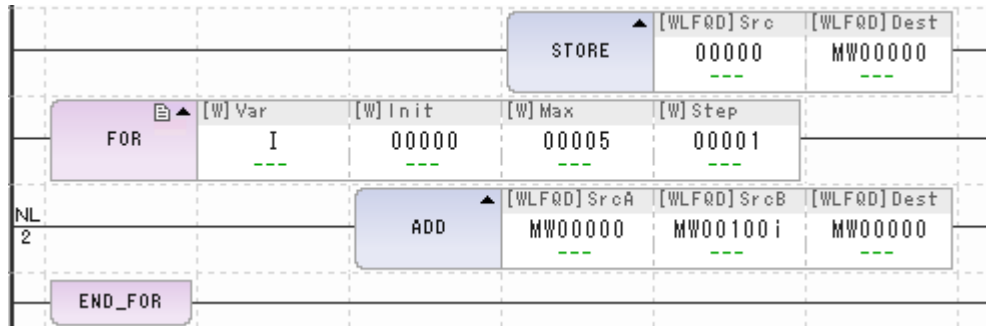 [WLFQD]Src [WLFQD]Dest
STORE 00000 MW00000
--- ---
[W]Var [W]Init [W]Max [W]Step
FOR I 00000 00005 00001
--- --- --- ---
[WLFQD]SrcA [WLFQD]SrcB [WLFQD]Dest
NL
2
ADD MW00000 MW00100i MW00000
--- --- ---
END_FOR